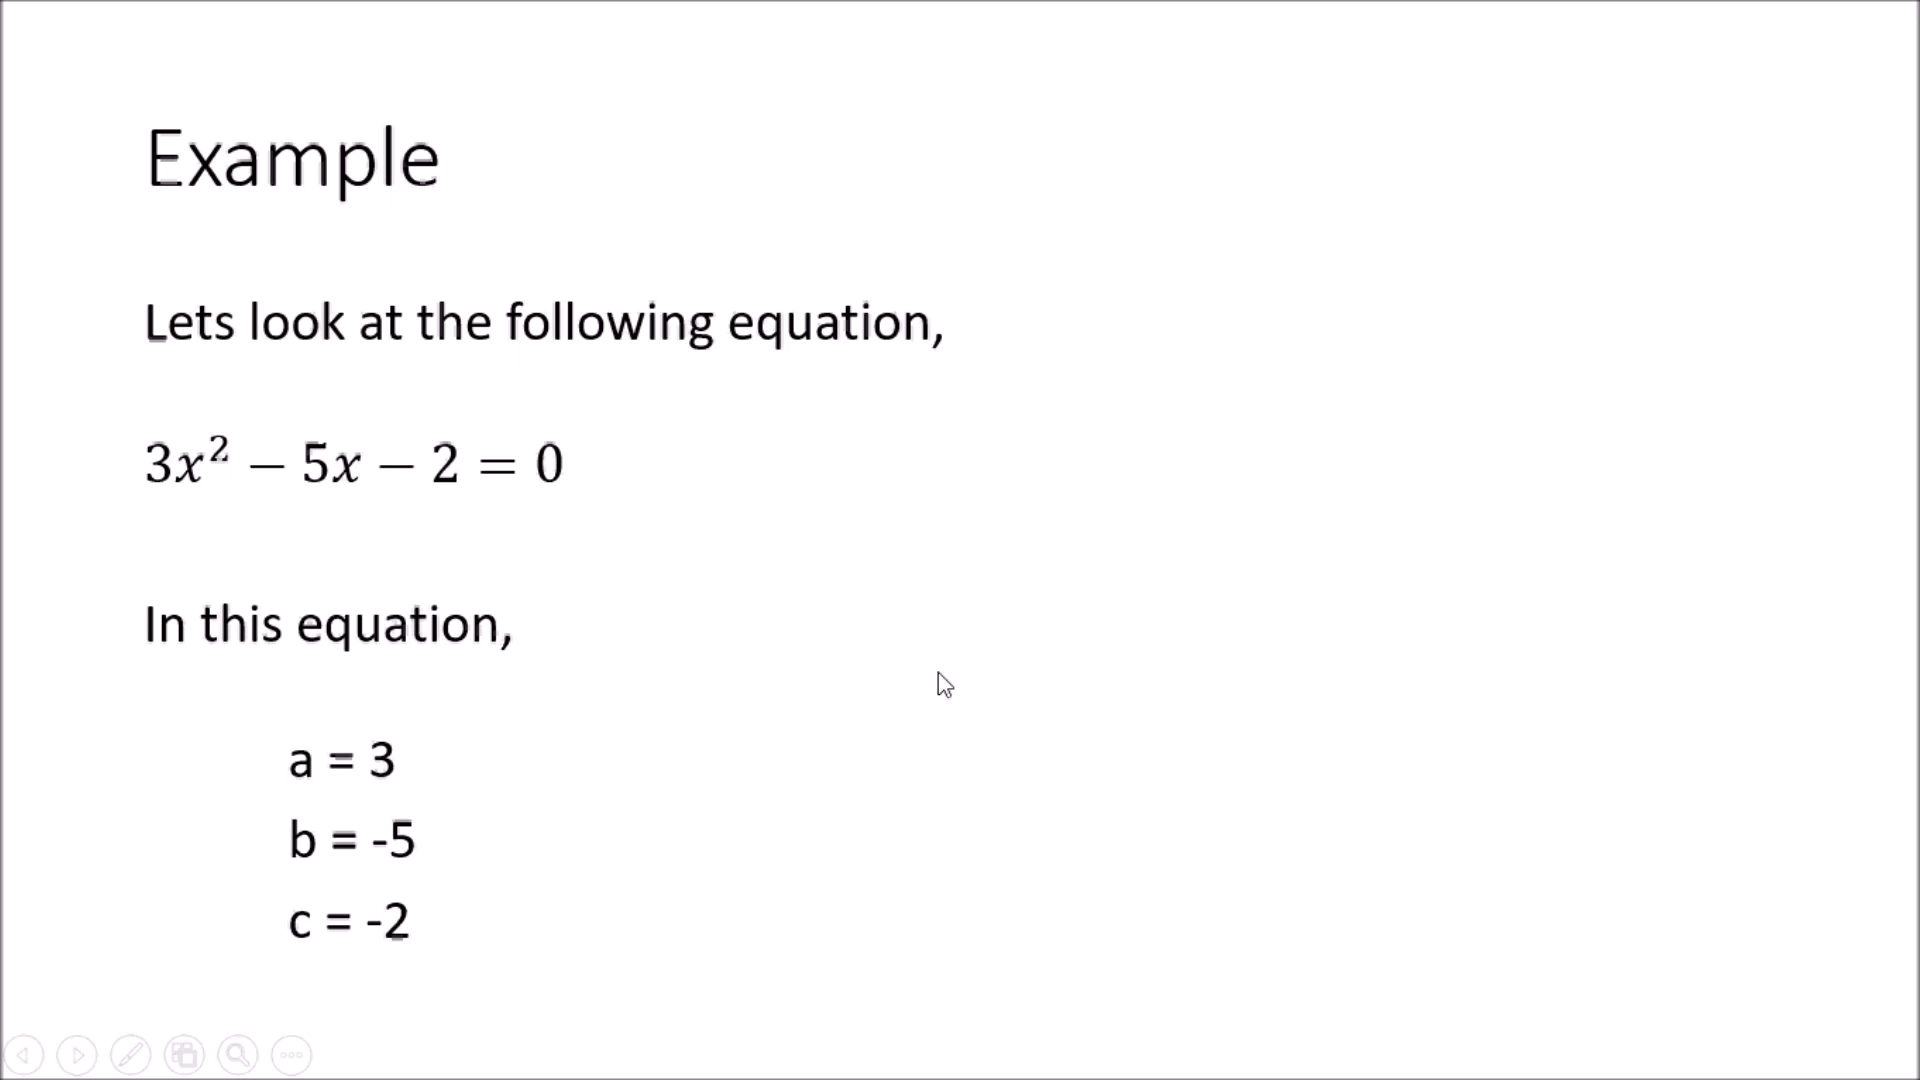 Example
Lets look at the following equation,
3x² − 5x − 2 = 0
In this equation,
a = 3
b = -5
c = -2